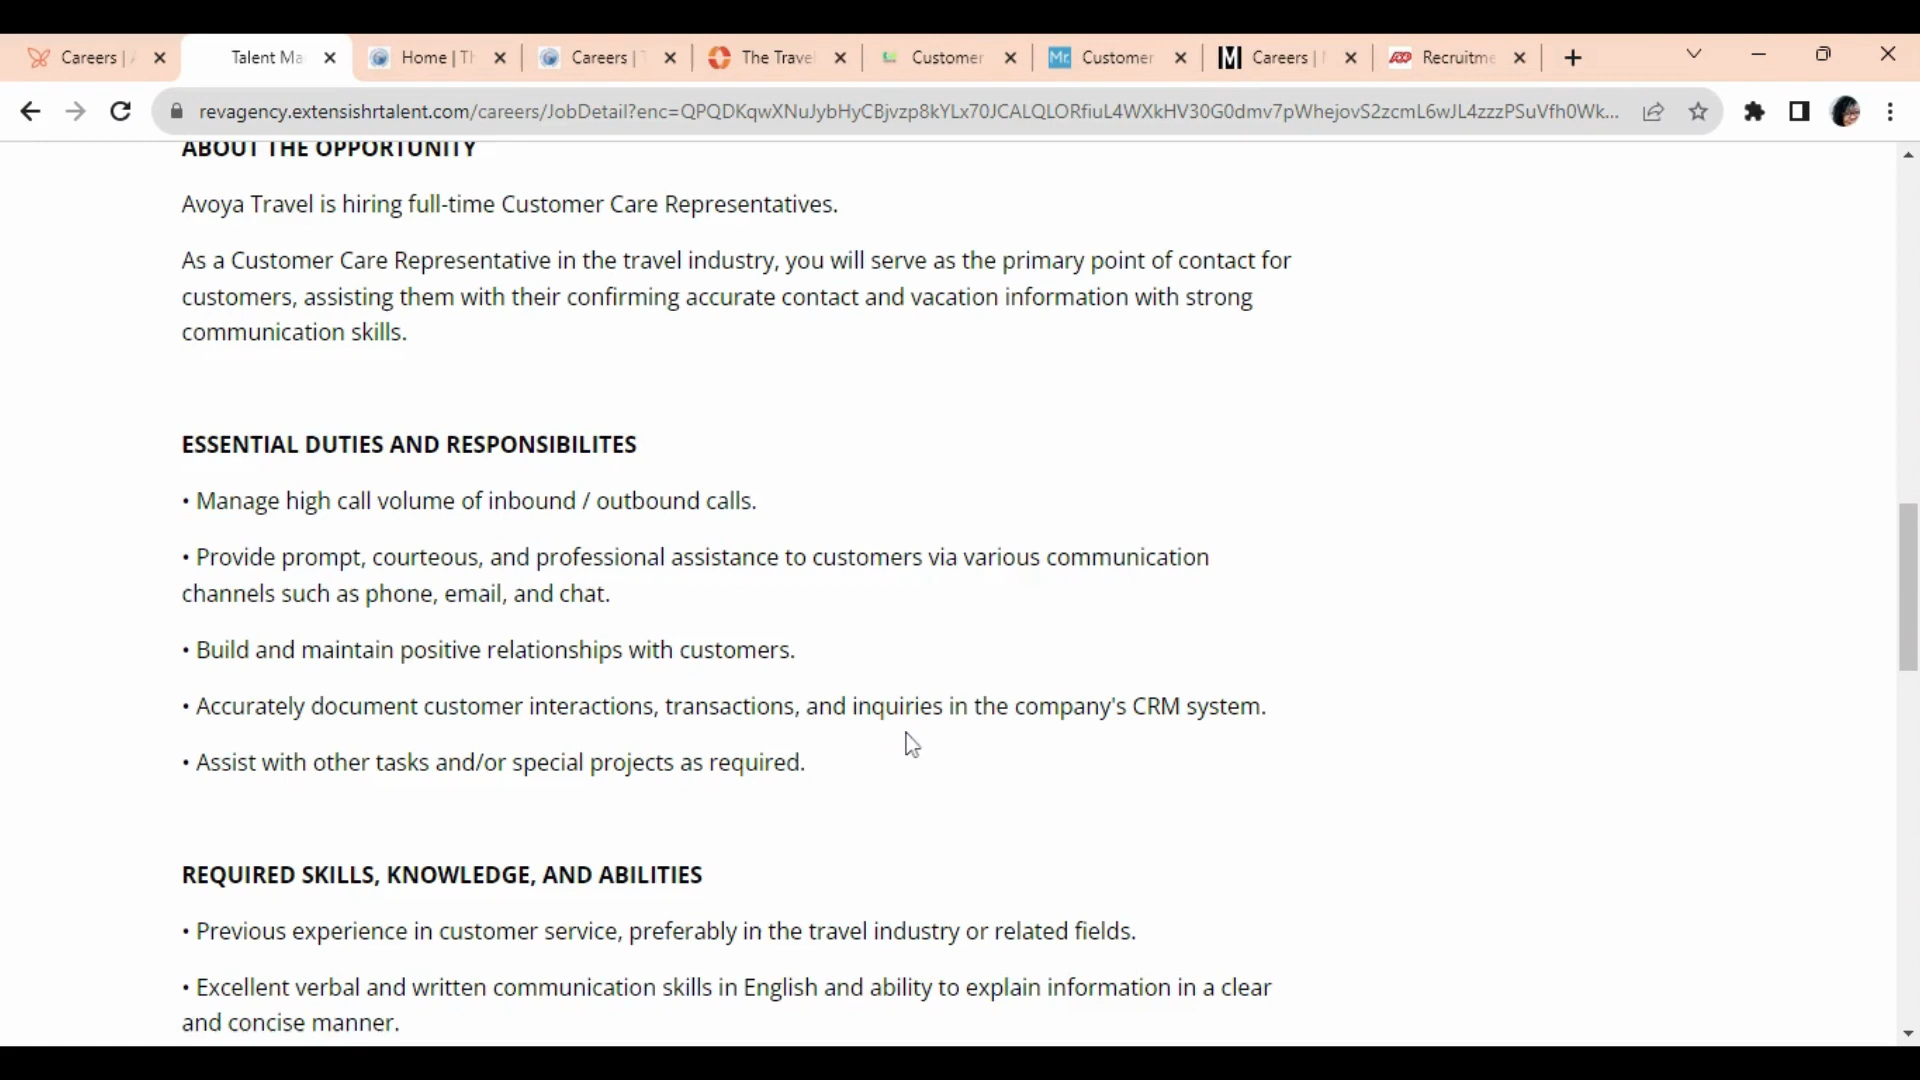 Careers | A
Talent Ma
Home | Th
Careers | T
The Trave
Customer
Mr. Customer
M Careers |
ADP Recruitme
revagency.extensishrtalent.com/careers/JobDetail?enc=QPQDKqwXNuJybHyCBjvzp8kYLx70JCALQLORfiuL4WXkHV30G0dmv7pWhejovS2zcmL6wJL4zzzPSuVfh0Wk...
ABOUT THE OPPORTUNITY
Avoya Travel is hiring full-time Customer Care Representatives.
As a Customer Care Representative in the travel industry, you will serve as the primary point of contact for
customers, assisting them with their confirming accurate contact and vacation information with strong
communication skills.
ESSENTIAL DUTIES AND RESPONSIBILITES
• Manage high call volume of inbound / outbound calls.
• Provide prompt, courteous, and professional assistance to customers via various communication
channels such as phone, email, and chat.
• Build and maintain positive relationships with customers.
• Accurately document customer interactions, transactions, and inquiries in the company's CRM system.
• Assist with other tasks and/or special projects as required.
REQUIRED SKILLS, KNOWLEDGE, AND ABILITIES
• Previous experience in customer service, preferably in the travel industry or related fields.
• Excellent verbal and written communication skills in English and ability to explain information in a clear
and concise manner.